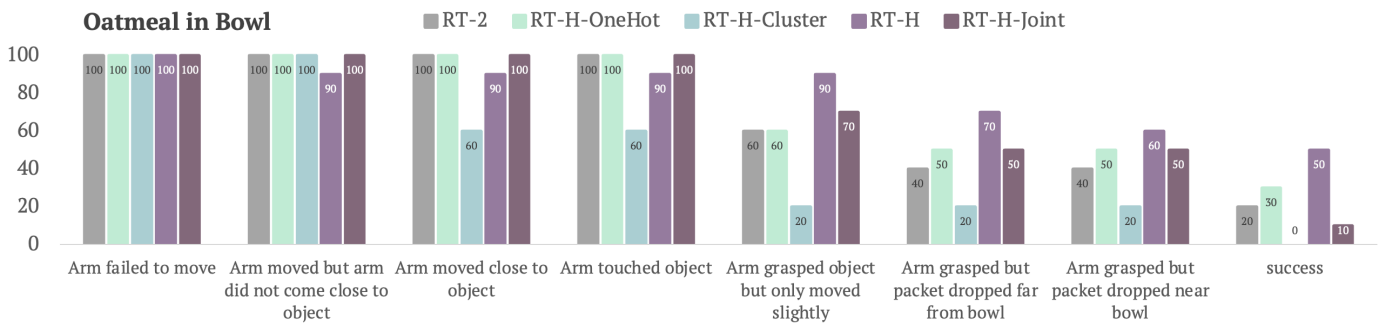 Oatmeal in Bowl
RT-2 RT-H-OneHot RT-H-Cluster RT-H RT-H-Joint
100
80
60
40
20
0
100 100 100 100 100
100 100 100 90 100
100 100 60 90 100
100 100 60 90 100
60 60 20 90 70
40 50 20 70 50
40 50 20 60 50
20 30 0 50 10
Arm failed to move
Arm moved but arm
did not come close to
object
Arm moved close to
object
Arm touched object
Arm grasped object
but only moved
slightly
Arm grasped but
packet dropped far
from bowl
Arm grasped but
packet dropped near
bowl
success